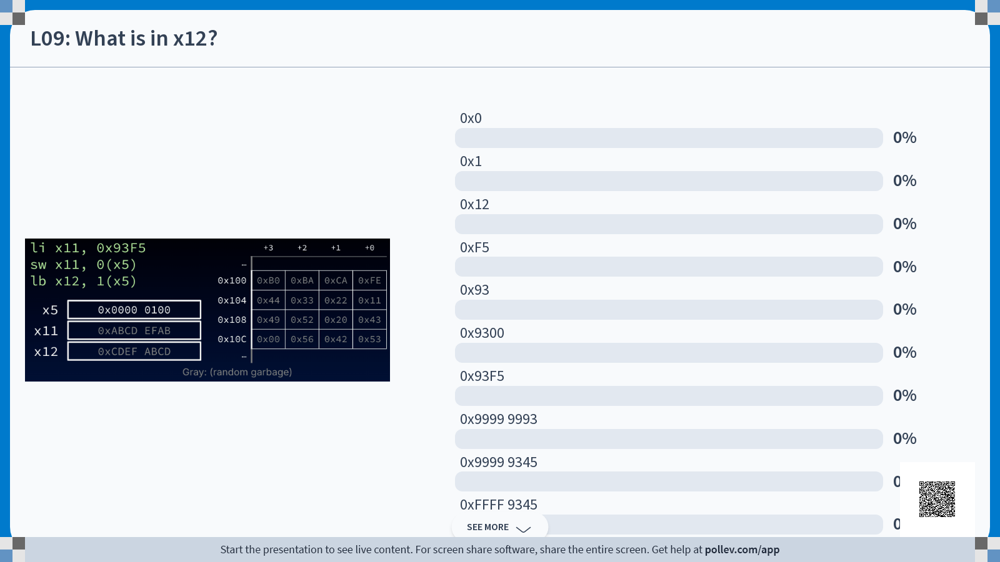 L09: What is in x12?
li x11, 0x93F5
sw x11, 0(x5)
lb x12, 1(x5)
x5 0x0000 0100
x11 0xABCD EFAB
x12 0xCDEF ABCD
+3 +2 +1 +0
…
0x100 0xB0 0xBA 0xCA 0xFE
0x104 0x44 0x33 0x22 0x11
0x108 0x49 0x52 0x20 0x43
0x10C 0x00 0x56 0x42 0x53
…
Gray: (random garbage)
0x0
0%
0x1
0%
0x12
0%
0xF5
0%
0x93
0%
0x9300
0%
0x93F5
0%
0x9999 9993
0%
0x9999 9345
0
0xFFFF 9345
0
SEE MORE
Start the presentation to see live content. For screen share software, share the entire screen. Get help at pollev.com/app